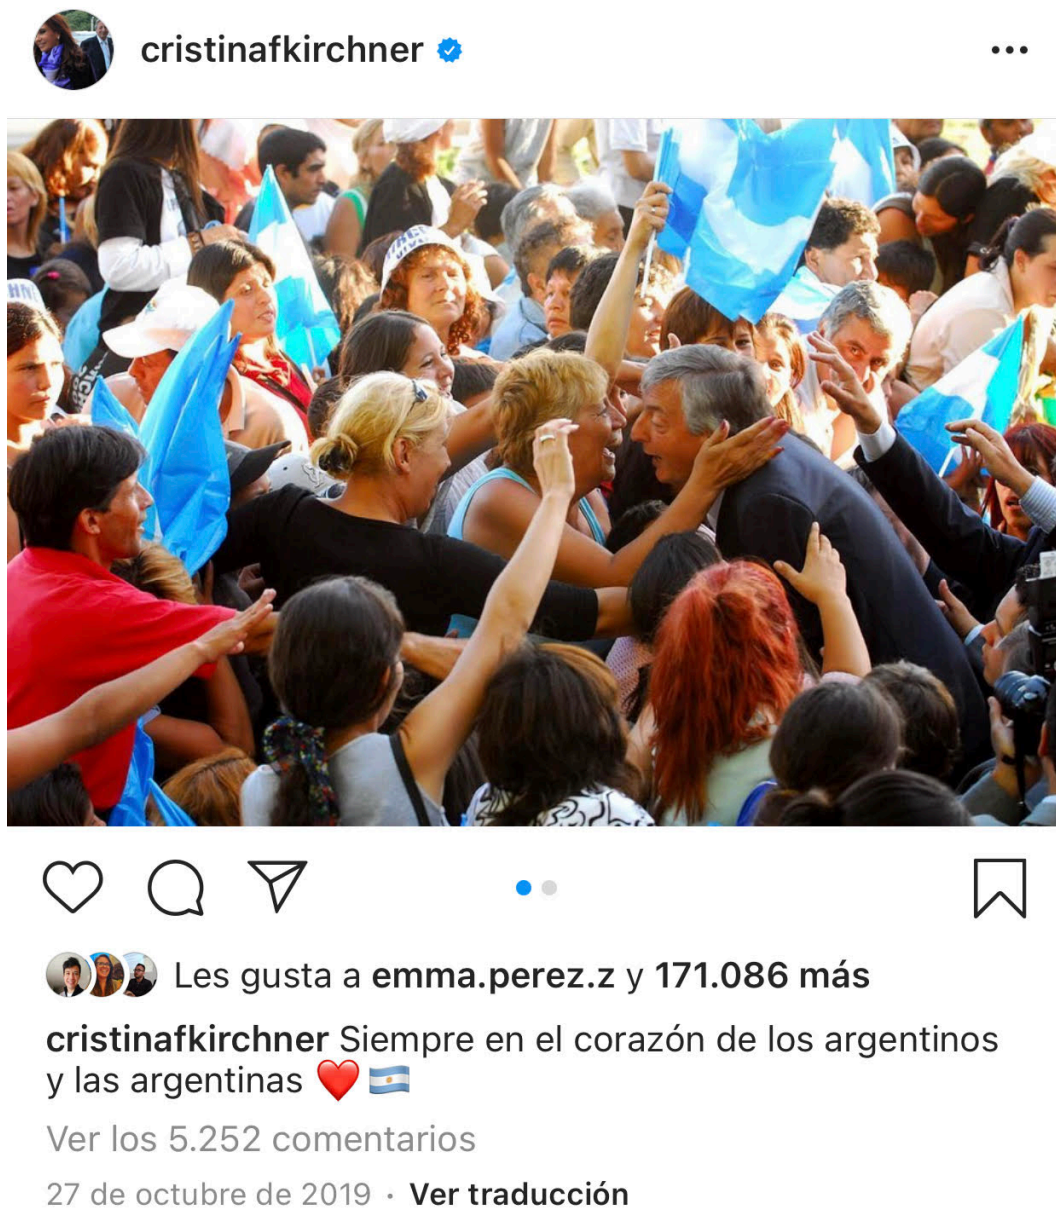 cristinafkirchner
HN
Les gusta a emma.perez.z y 171.086 más
cristinafkirchner Siempre en el corazón de los argentinos
y las argentinas ❤️ 🇦🇷
Ver los 5.252 comentarios
27 de octubre de 2019 · Ver traducción